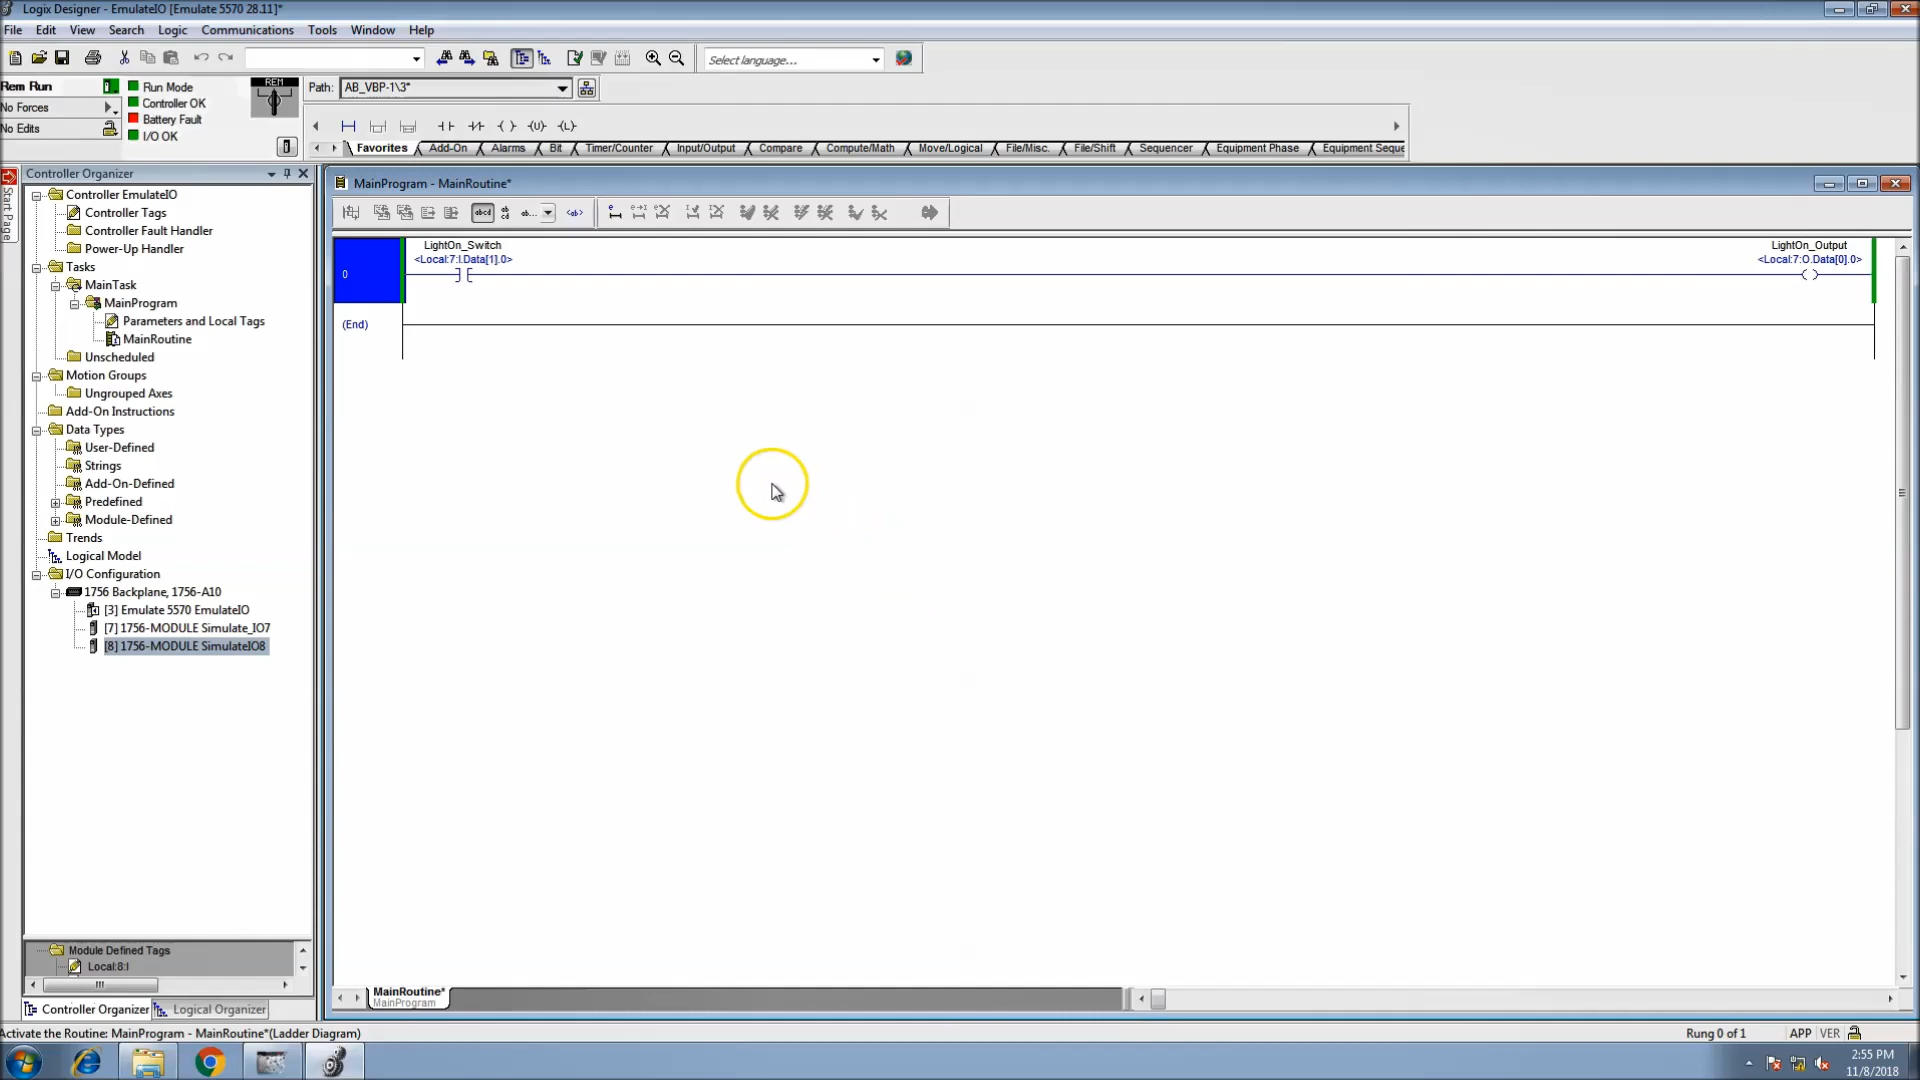 Logix Designer - EmulateIO [Emulate 5570 28.11]*
File Edit View Search Logic Communications Tools Window Help
Select language...
Rem Run
No Forces
No Edits
Run Mode
Controller OK
Battery Fault
I/O OK
REM
Path: AB_VBP-1\3*
(U) (L)
Favorites Add-On Alarms Bit Timer/Counter Input/Output Compare Compute/Math Move/Logical File/Misc. File/Shift Sequencer Equipment Phase Equipment Seque
Start Page
Controller Organizer
Controller EmulateIO
Controller Tags
Controller Fault Handler
Power-Up Handler
Tasks
MainTask
MainProgram
Parameters and Local Tags
MainRoutine
Unscheduled
Motion Groups
Ungrouped Axes
Add-On Instructions
Data Types
User-Defined
Strings
Add-On-Defined
Predefined
Module-Defined
Trends
Logical Model
I/O Configuration
1756 Backplane, 1756-A10
[3] Emulate 5570 EmulateIO
[7] 1756-MODULE Simulate_IO7
[8] 1756-MODULE SimulateIO8
Module Defined Tags
Local:8:I
Controller Organizer Logical Organizer
MainProgram - MainRoutine*
abcd ab cd ab... <ab>
LightOn_Switch
<Local:7:I.Data[1].0>
LightOn_Output
<Local:7:O.Data[0].0>
0
(End)
MainRoutine*
MainProgram
Activate the Routine: MainProgram - MainRoutine*(Ladder Diagram)
Rung 0 of 1 APP VER
2:55 PM
11/8/2018